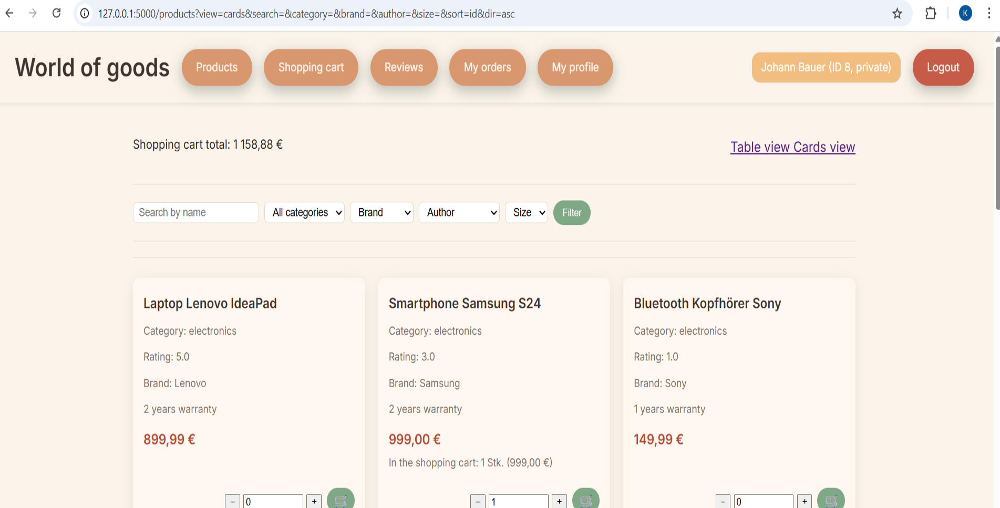 127.0.0.1:5000/products?view=cards&search=&category=&brand=&author=&size=&sort=id&dir=asc
K
World of goods Products Shopping cart Reviews My orders My profile Johann Bauer (ID 8, private) Logout
Shopping cart total: 1 158,88 €
Table view Cards view
Search by name All categories Brand Author Size Filter
Laptop Lenovo IdeaPad
Category: electronics
Rating: 5.0
Brand: Lenovo
2 years warranty
899,99 €
− 0 +
Smartphone Samsung S24
Category: electronics
Rating: 3.0
Brand: Samsung
2 years warranty
999,00 €
In the shopping cart: 1 Stk. (999,00 €)
− 1 +
Bluetooth Kopfhörer Sony
Category: electronics
Rating: 1.0
Brand: Sony
1 years warranty
149,99 €
− 0 +